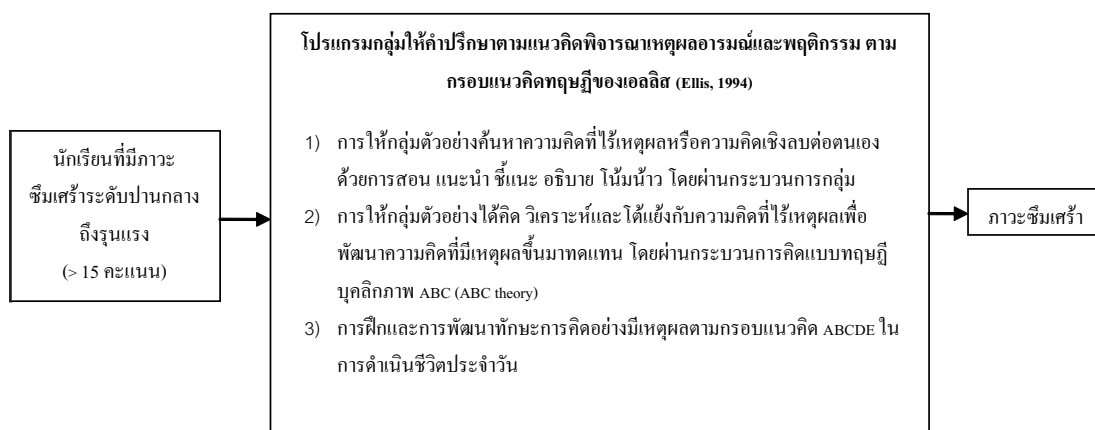 โปรแกรมกลุ่มให้คำปรึกษาตามแนวคิดพิจารณาเหตุผลอารมณ์และพฤติกรรม ตาม
กรอบแนวคิดทฤษฎีของเอลลิส (Ellis, 1994)
นักเรียนที่มีภาวะ
ซึมเศร้าระดับปานกลาง
ถึงรุนแรง
(> 15 คะแนน)
1) การให้กลุ่มตัวอย่างค้นหาความคิดที่ไร้เหตุผลหรือความคิดเชิงลบต่อตนเอง
ด้วยการสอน แนะนำ ชี้แนะ อธิบาย โน้มน้าว โดยผ่านกระบวนการกลุ่ม
2) การให้กลุ่มตัวอย่างได้คิด วิเคราะห์และโต้แย้งกับความคิดที่ไร้เหตุผลเพื่อ
พัฒนาความคิดที่มีเหตุผลขึ้นมาทดแทน โดยผ่านกระบวนการคิดแบบทฤษฎี
บุคลิกภาพ ABC (ABC theory)
3) การฝึกและการพัฒนาทักษะการคิดอย่างมีเหตุผลตามกรอบแนวคิด ABCDE ใน
การดำเนินชีวิตประจำวัน
ภาวะซึมเศร้า